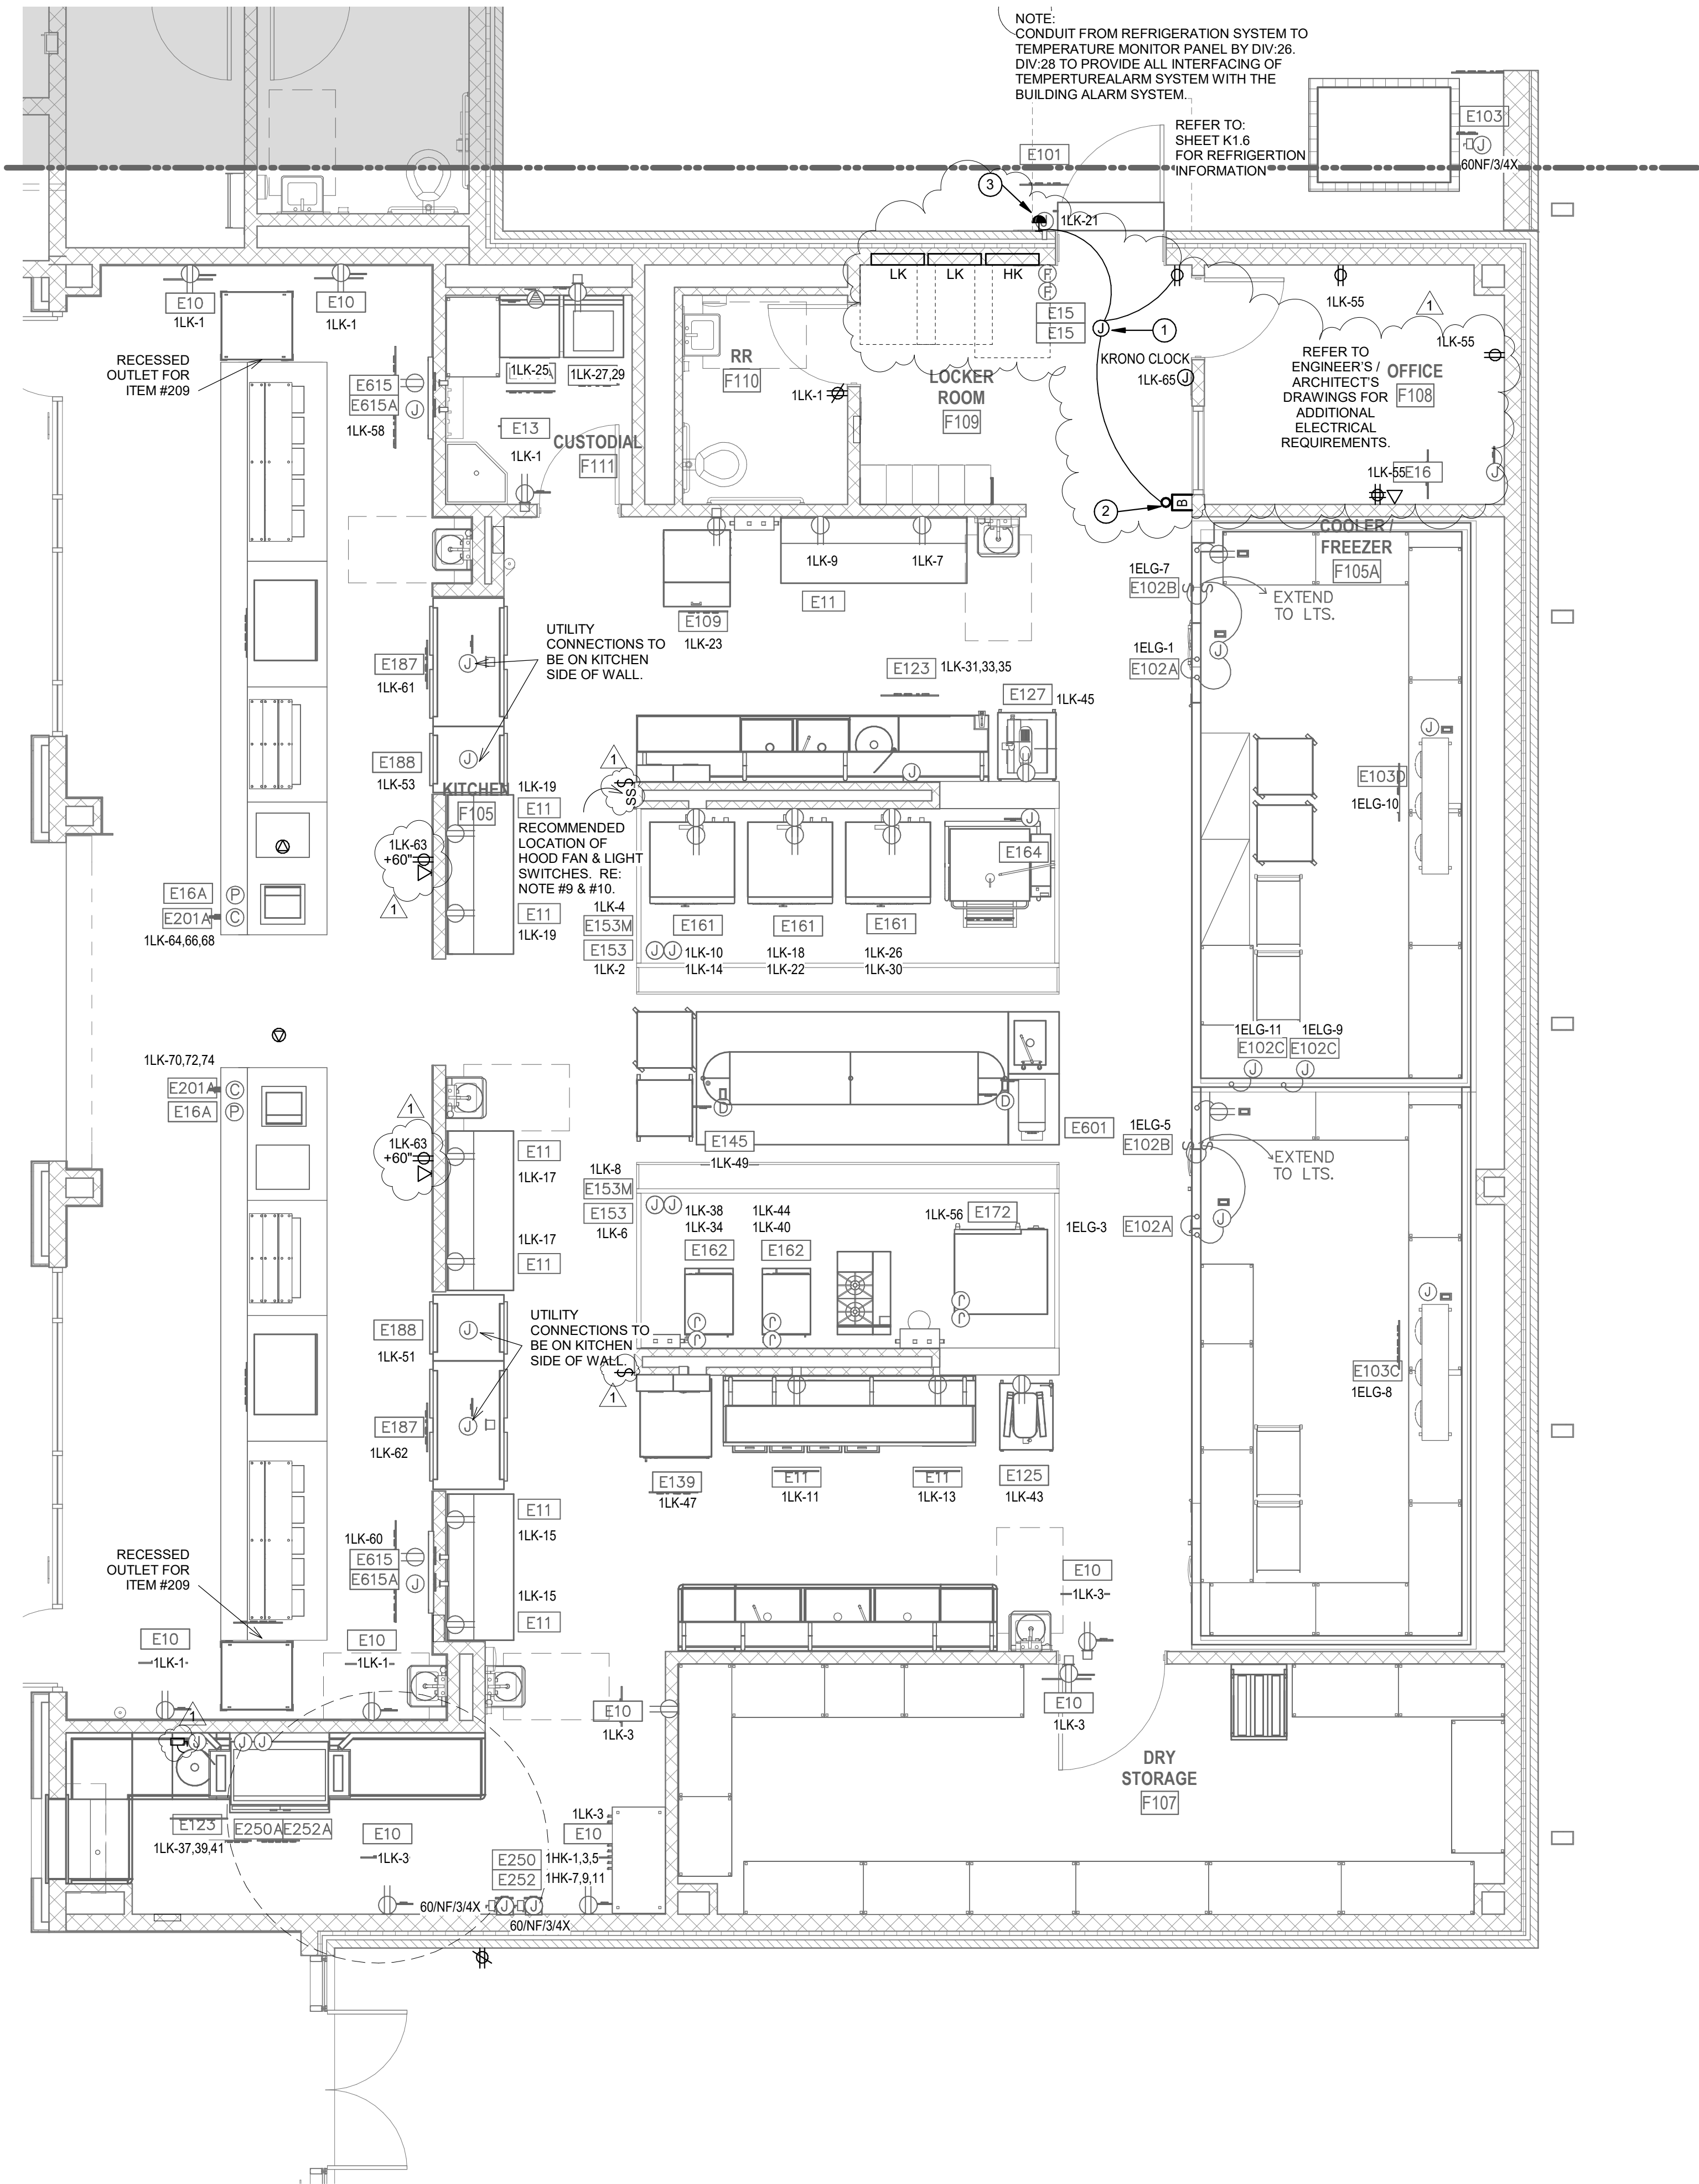 NOTE:
CONDUIT FROM REFRIGERATION SYSTEM TO
TEMPERATURE MONITOR PANEL BY DIV:26.
DIV:28 TO PROVIDE ALL INTERFACING OF
TEMPERTUREALARM SYSTEM WITH THE
BUILDING ALARM SYSTEM.
REFER TO:
SHEET K1.6
FOR REFRIGERTION
INFORMATION
E103
J
60NF/3/4X
E101
3
J
1LK-21
LK
LK
HK
F
F
E15
E15
J
1
KRONO CLOCK
1LK-65
J
1LK-55
1
1LK-55
REFER TO
ENGINEER'S /
ARCHITECT'S
DRAWINGS FOR
ADDITIONAL
ELECTRICAL
REQUIREMENTS.
OFFICE
F108
1LK-55
E16
J
2
B
E10
1LK-1
E10
1LK-1
RECESSED
OUTLET FOR
ITEM #209
E615
E615A
J
1LK-58
1LK-25
1LK-27,29
E13
1LK-1
CUSTODIAL
F111
RR
F110
1LK-1
LOCKER
ROOM
F109
1LK-9
1LK-7
E11
E109
1LK-23
COOLER /
FREEZER
F105A
1ELG-7
E102B
S
S
EXTEND
TO LTS.
1ELG-1
E102A
J
UTILITY
CONNECTIONS TO
BE ON KITCHEN
SIDE OF WALL.
E187
1LK-61
J
E188
1LK-53
J
KITCHEN
F105
E123
1LK-31,33,35
E127
1LK-45
J
J
1
SS
$
1LK-19
E11
RECOMMENDED
LOCATION OF
HOOD FAN & LIGHT
SWITCHES. RE:
NOTE #9 & #10.
1LK-63
+60"
1
E11
1LK-19
1LK-4
E153M
E153
1LK-2
J
J
E161
1LK-10
1LK-14
E161
1LK-18
1LK-22
E161
1LK-26
1LK-30
J
E164
J
E103D
1ELG-10
E16A
P
E201A
C
1LK-64,66,68
1LK-70,72,74
E201A
C
E16A
P
1ELG-11
E102C
J
1ELG-9
E102C
J
D
D
E145
1LK-49
E601
1ELG-5
E102B
S
S
EXTEND
TO LTS.
1
1LK-63
+60"
E11
1LK-17
1LK-17
E11
1LK-8
E153M
E153
1LK-6
J
J
1LK-38
1LK-34
E162
1LK-44
1LK-40
E162
1LK-56
E172
J
J
J
J
J
J
1ELG-3
E102A
J
J
E103C
1ELG-8
E188
1LK-51
J
UTILITY
CONNECTIONS TO
BE ON KITCHEN
SIDE OF WALL.
$
1
E187
1LK-62
J
E139
1LK-47
E11
1LK-11
E11
1LK-13
E125
1LK-43
E11
1LK-15
1LK-60
E615
E615A
J
1LK-15
E11
RECESSED
OUTLET FOR
ITEM #209
E10
1LK-1
E10
1LK-1
E10
1LK-3
E10
1LK-3
E10
1LK-3
1
J
J
J
DRY
STORAGE
F107
E123
1LK-37,39,41
E250A
E252A
E10
1LK-3
1LK-3
E10
E250
1HK-1,3,5
E252
1HK-7,9,11
60/NF/3/4X
J
J
60/NF/3/4X